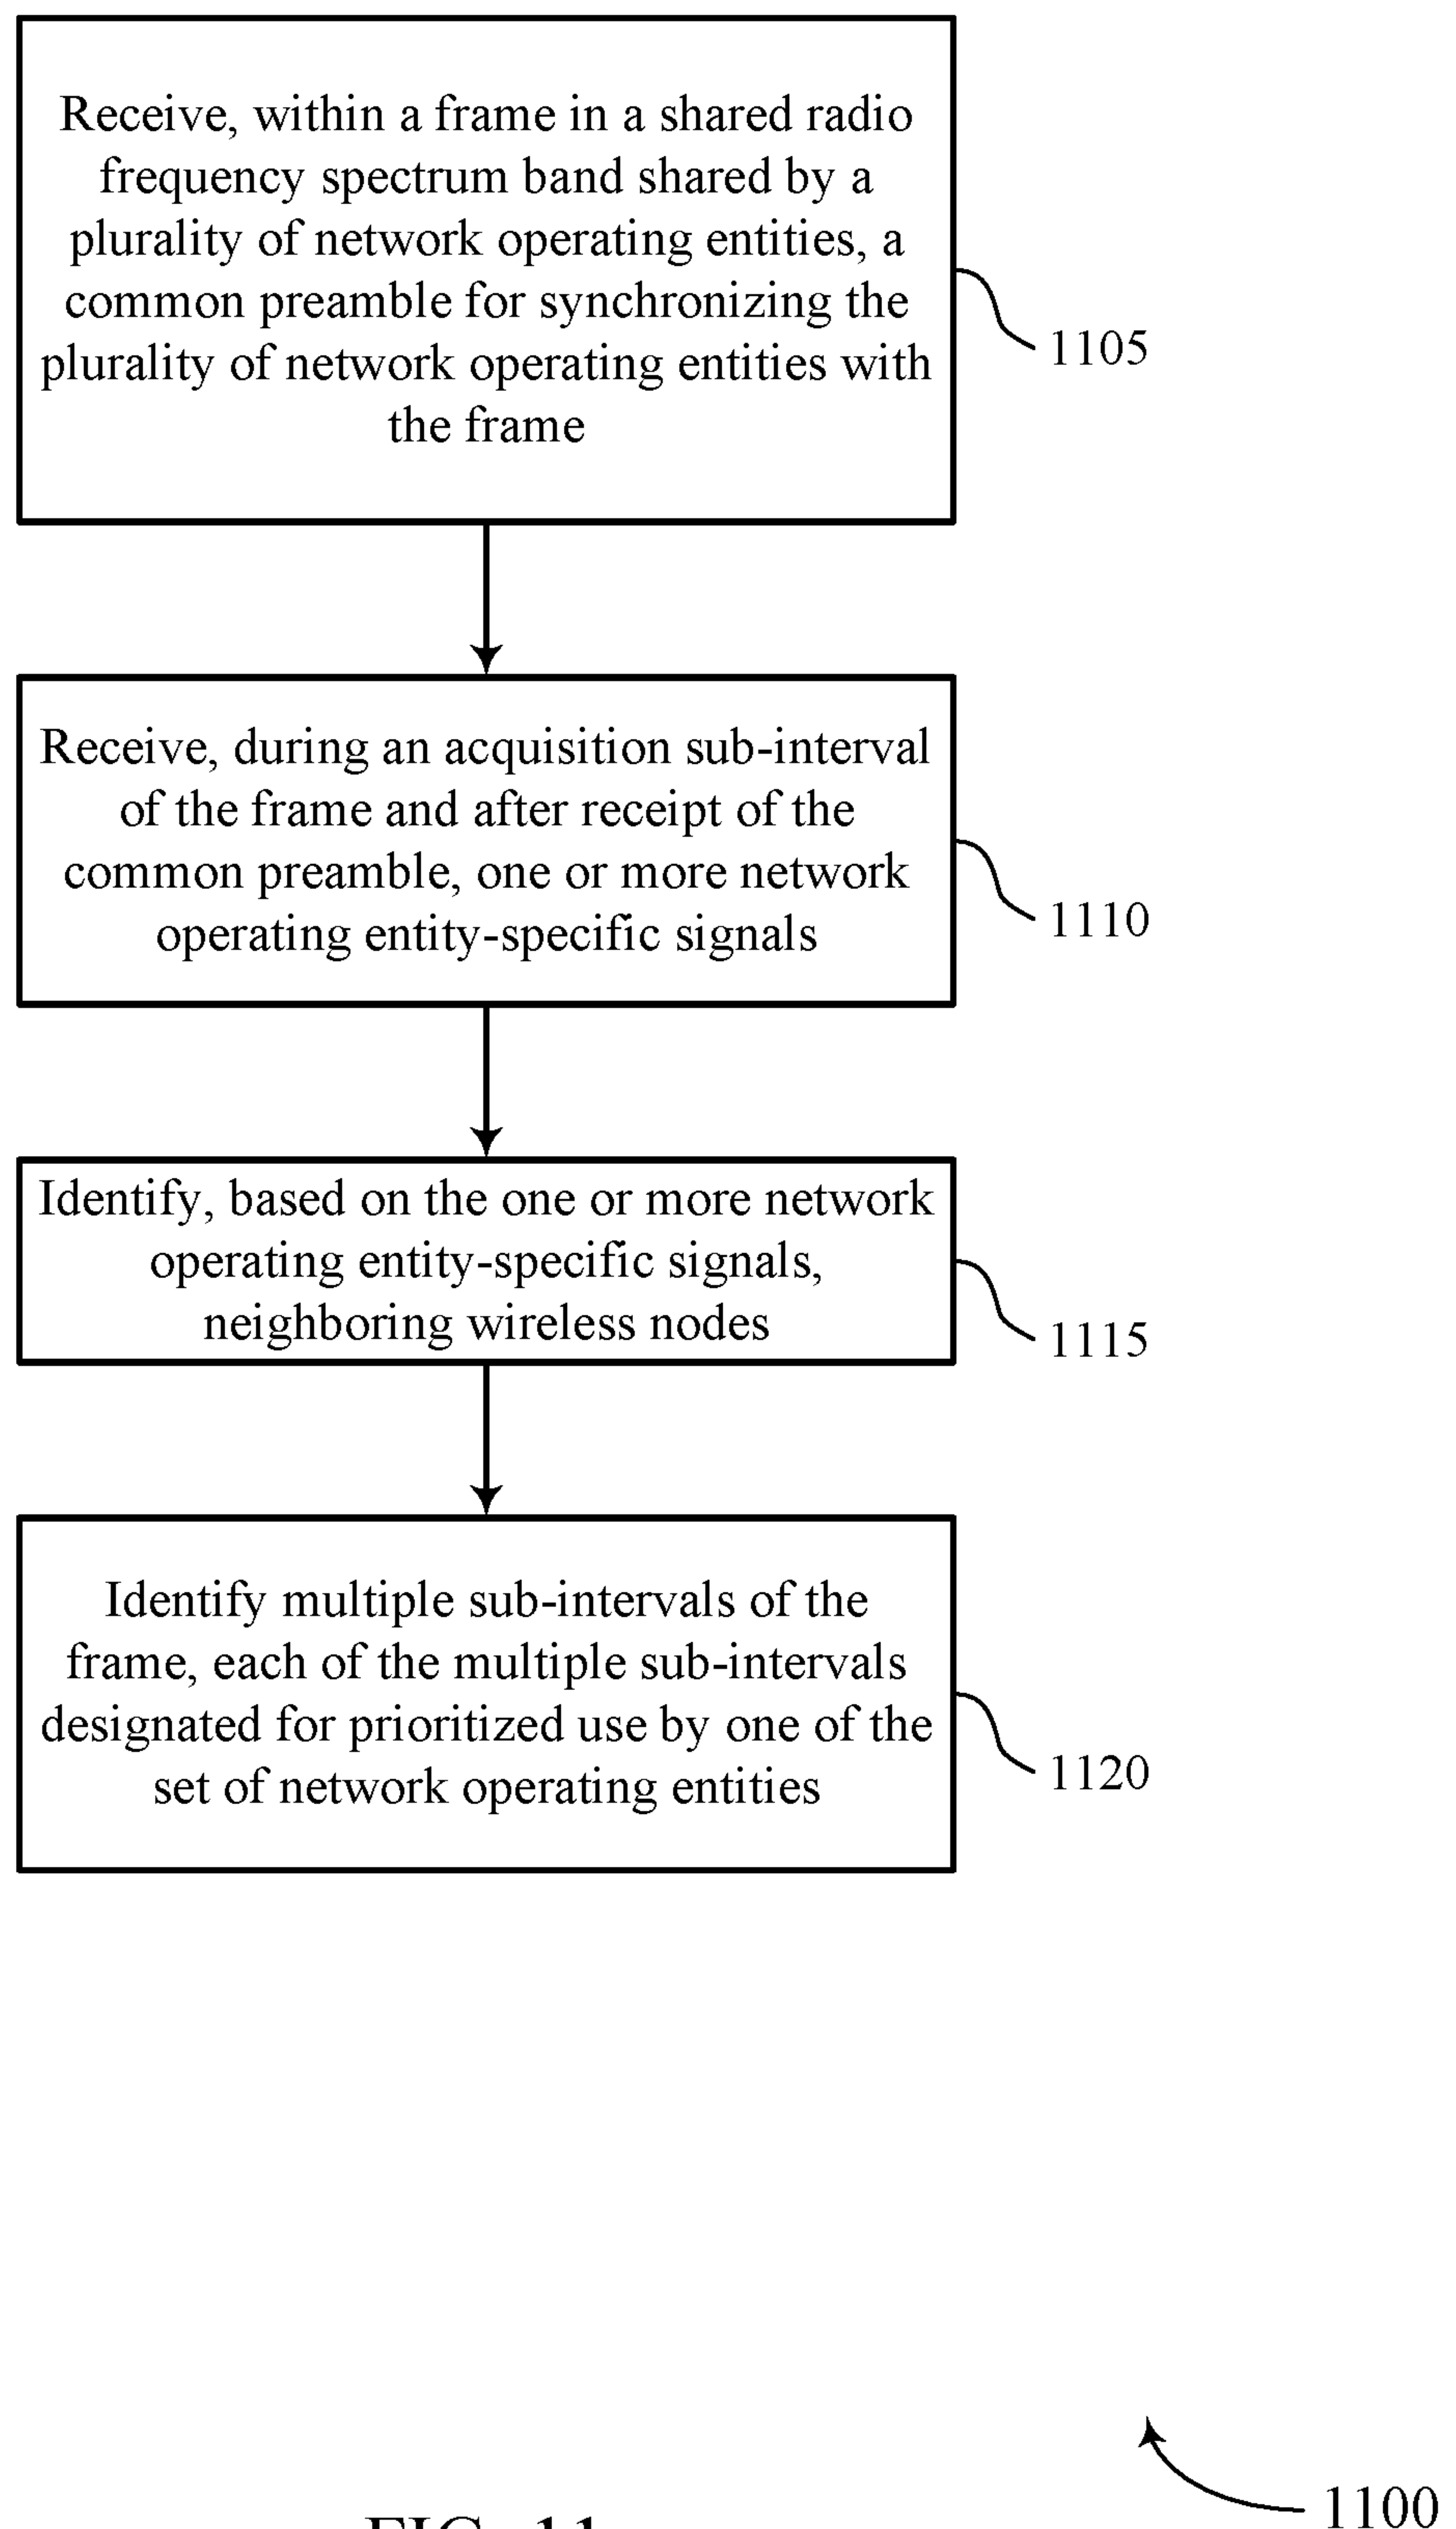 Receive, within a frame in a shared radio
frequency spectrum band shared by a
plurality of network operating entities, a
common preamble for synchronizing the
plurality of network operating entities with
the frame
1105
Receive, during an acquisition sub-interval
of the frame and after receipt of the
common preamble, one or more network
operating entity-specific signals
1110
Identify, based on the one or more network
operating entity-specific signals,
neighboring wireless nodes
1115
Identify multiple sub-intervals of the
frame, each of the multiple sub-intervals
designated for prioritized use by one of the
set of network operating entities
1120
1100
FIG. 11